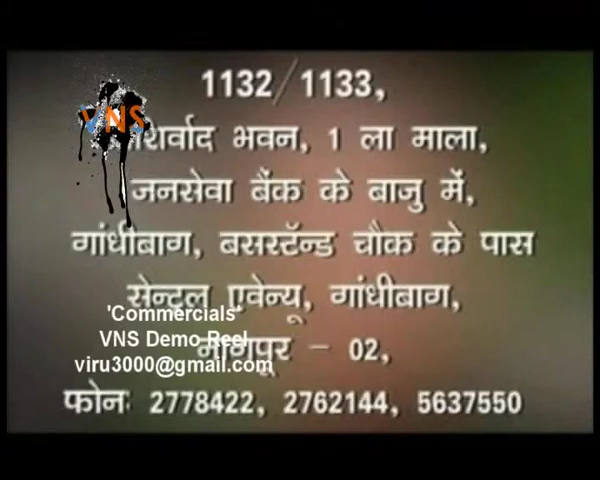 1132/1133,
VNS
भवन, 1 ला माला,
जनसेवा बैंक के बाजु में,
गांधीबाग, बसस्टॅन्ड चौक के पास
सेन्ट्रल एवेन्यू, गांधीबाग,
'Commercials'
VNS Demo Reel
नागपूर - 02,
viru3000@gmail.com
फोनः 2778422, 2762144, 5637550